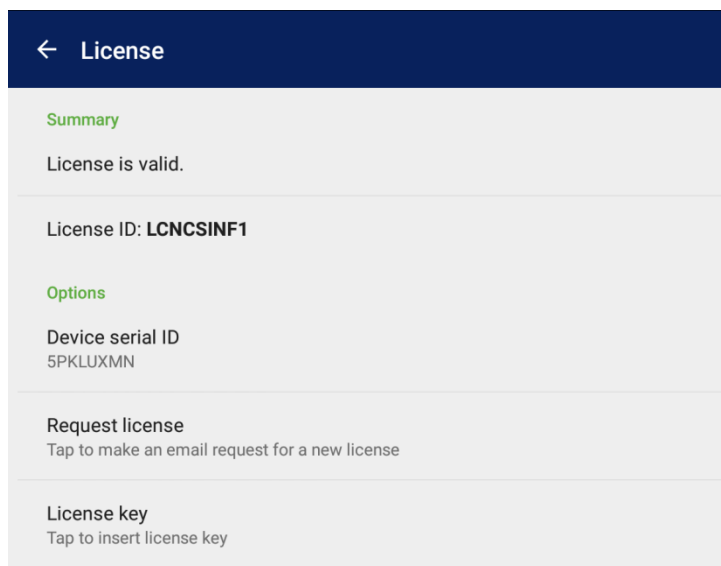 License
Summary
License is valid.
License ID: LCNCSINF1
Options
Device serial ID
5PKLUXMN
Request license
Tap to make an email request for a new license
License key
Tap to insert license key